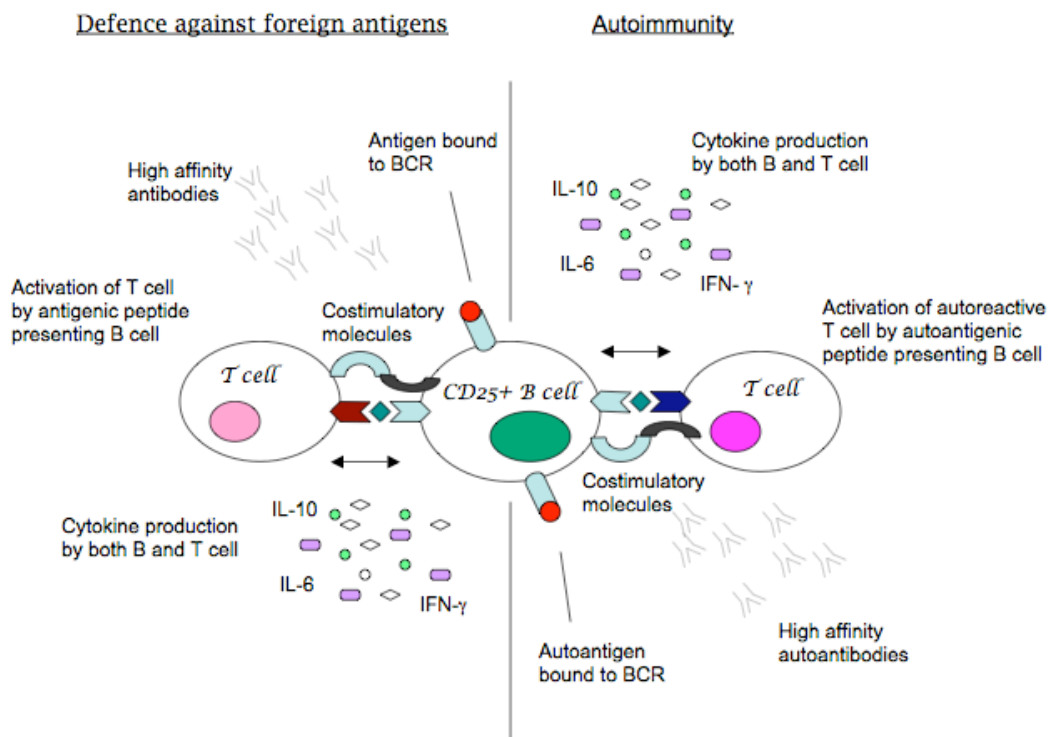 Defence against foreign antigens
Autoimmunity
Antigen bound
to BCR
High affinity
antibodies
Activation of T cell
by antigenic peptide
presenting B cell
Costimulatory
molecules
T cell
CD25+ B cell
Cytokine production
by both B and T cell
IL-10
IL-6
IFN-γ
Cytokine production
by both B and T cell
IL-10
IL-6
IFN- γ
Activation of autoreactive
T cell by autoantigenic
peptide presenting B cell
T cell
Costimulatory
molecules
Autoantigen
bound to BCR
High affinity
autoantibodies